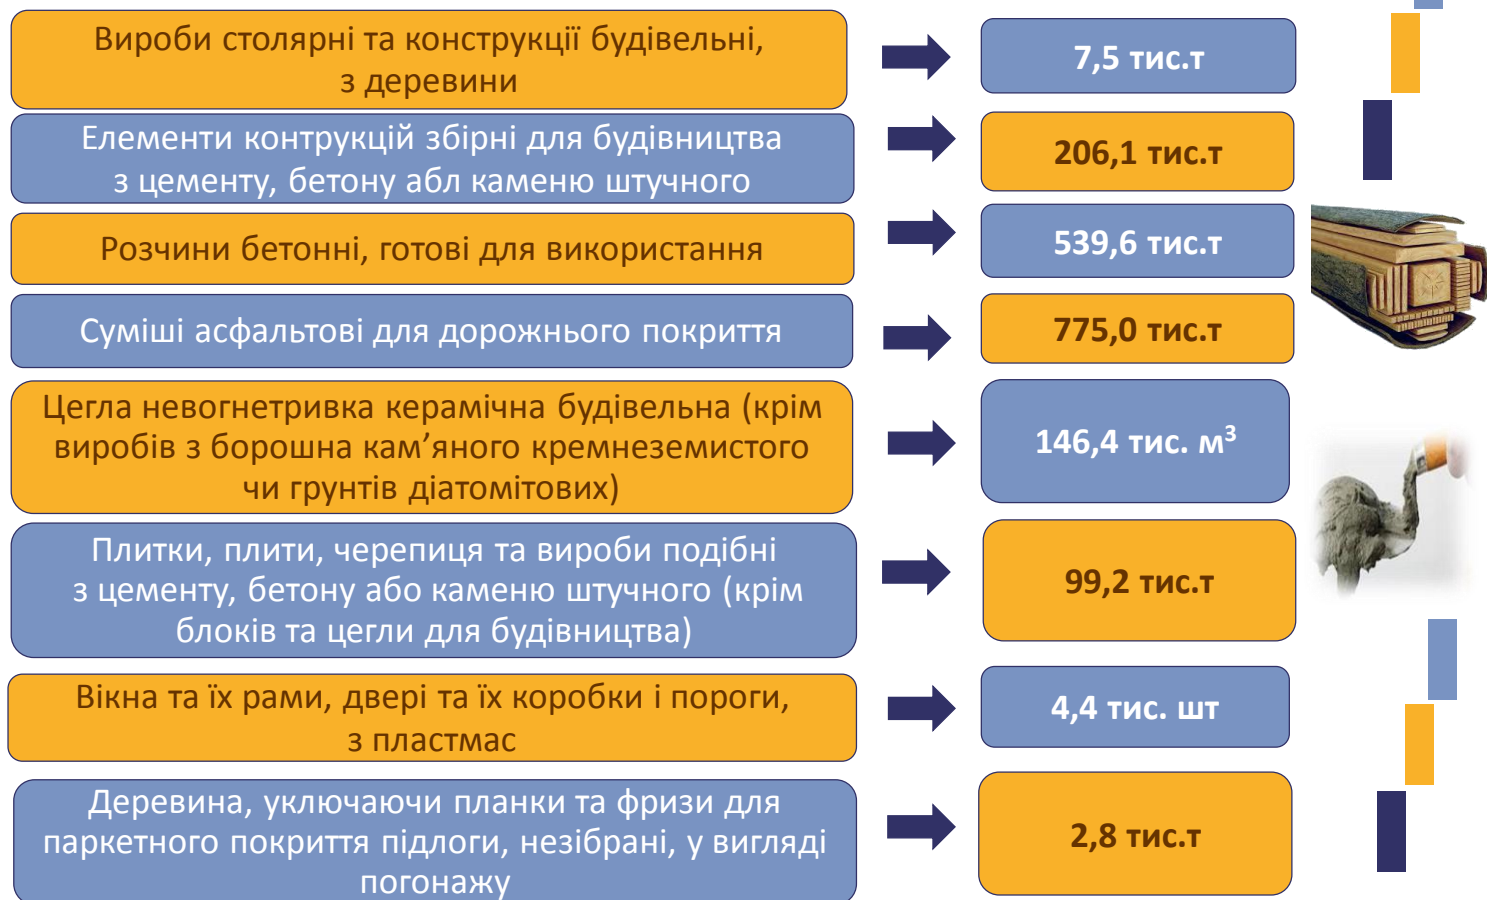 Вироби столярні та конструкції будівельні,
з деревини
7,5 тис.т
Елементи контрукцій збірні для будівництва
з цементу, бетону абл каменю штучного
206,1 тис.т
Розчини бетонні, готові для використання
539,6 тис.т
Суміші асфальтові для дорожнього покриття
775,0 тис.т
Цегла невогнетривка керамічна будівельна (крім
виробів з борошна кам’яного кремнеземистого
чи грунтів діатомітових)
146,4 тис. м³
Плитки, плити, черепиця та вироби подібні
з цементу, бетону або каменю штучного (крім
блоків та цегли для будівництва)
99,2 тис.т
Вікна та їх рами, двері та їх коробки і пороги,
з пластмас
4,4 тис. шт
Деревина, уключаючи планки та фризи для
паркетного покриття підлоги, незібрані, у вигляді
погонажу
2,8 тис.т